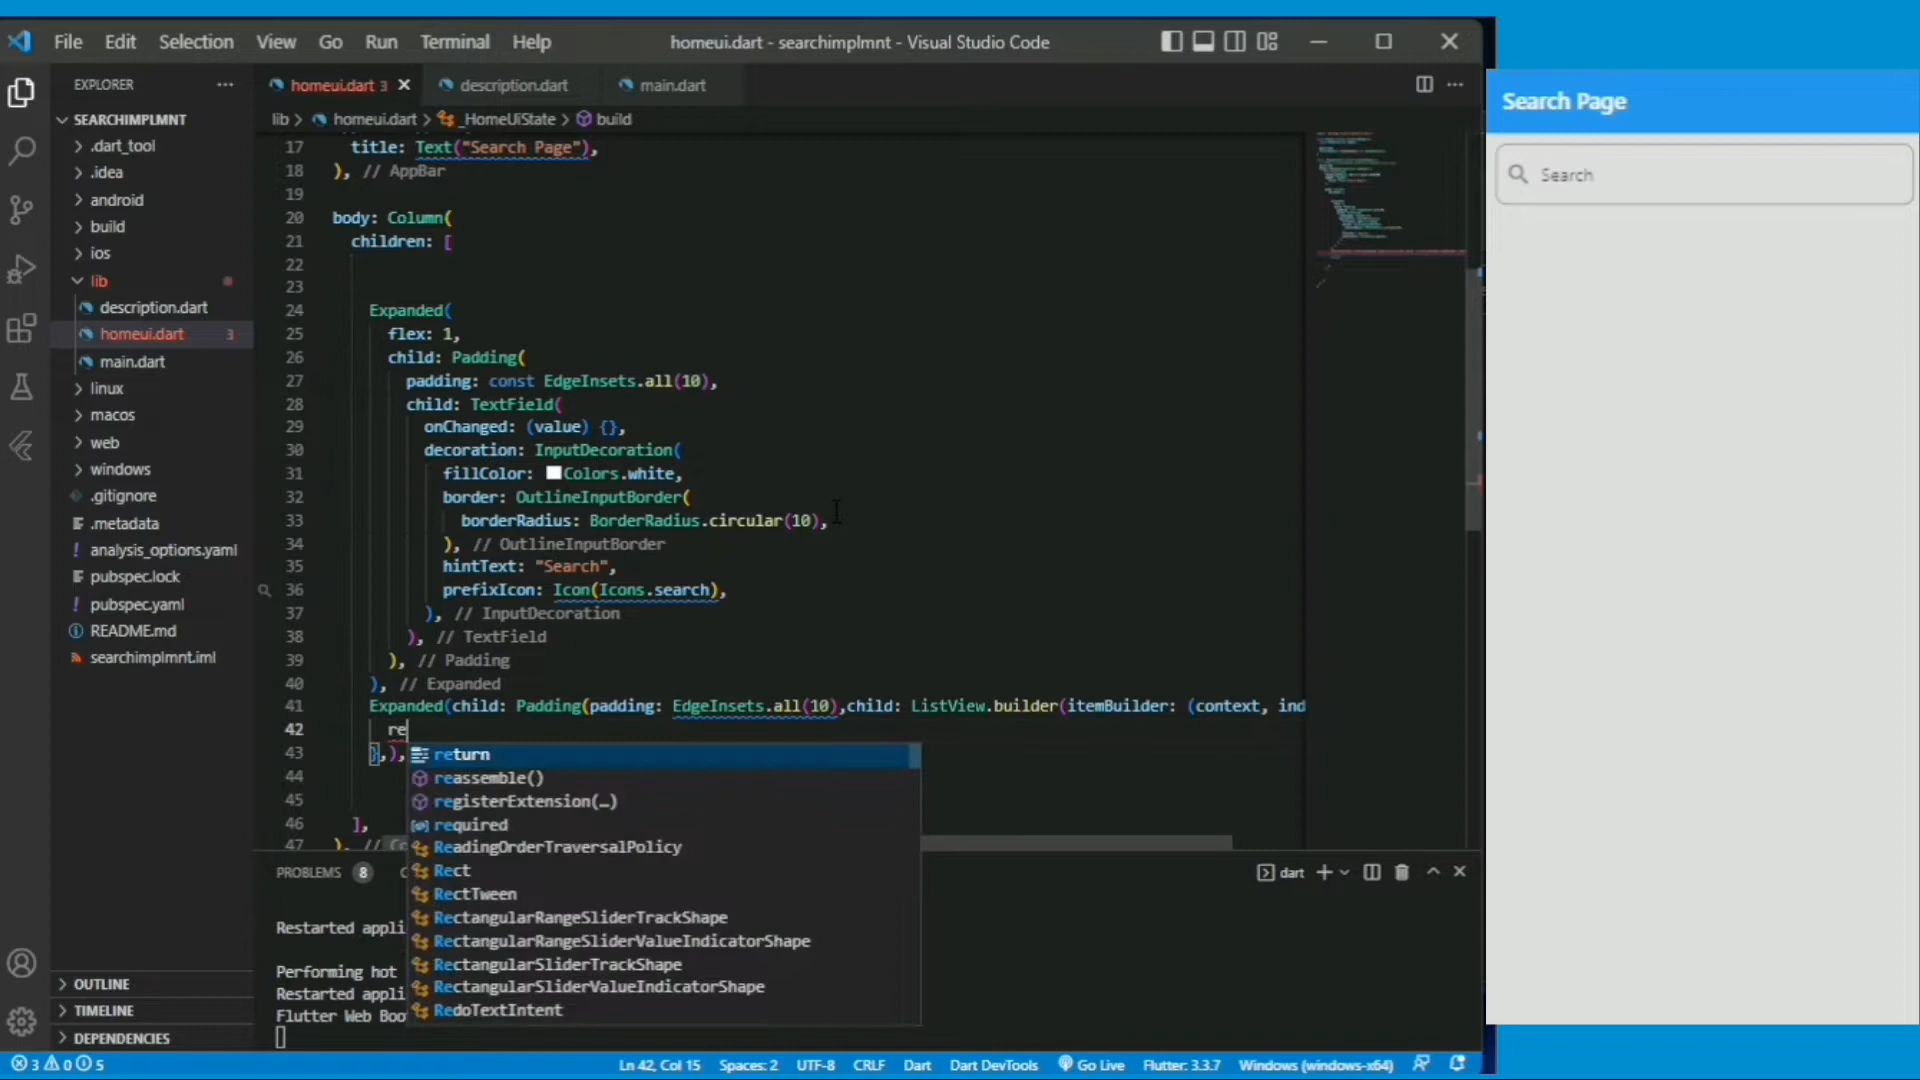 File Edit Selection View Go Run Terminal Help
homeui.dart - searchimplmnt - Visual Studio Code
EXPLORER
SEARCHIMPLMNT
.dart_tool
.idea
android
build
ios
lib
description.dart
homeui.dart 3
main.dart
linux
macos
web
windows
.gitignore
.metadata
analysis_options.yaml
pubspec.lock
pubspec.yaml
README.md
searchimplmnt.iml
OUTLINE
TIMELINE
DEPENDENCIES
homeui.dart 3 description.dart main.dart
lib > homeui.dart > _HomeUiState > build
17 title: Text("Search Page"),
18 ), // AppBar
19
20 body: Column(
21 children: [
22
23
24 Expanded(
25 flex: 1,
26 child: Padding(
27 padding: const EdgeInsets.all(10),
28 child: TextField(
29 onChanged: (value) {},
30 decoration: InputDecoration(
31 fillColor: Colors.white,
32 border: OutlineInputBorder(
33 borderRadius: BorderRadius.circular(10),
34 ), // OutlineInputBorder
35 hintText: "Search",
36 prefixIcon: Icon(Icons.search),
37 ), // InputDecoration
38 ), // TextField
39 ), // Padding
40 ), // Expanded
41 Expanded(child: Padding(padding: EdgeInsets.all(10),child: ListView.builder(itemBuilder: (context, ind
42 re
43 },),
44
45
46 ],
47 ), //
return
reassemble()
registerExtension(…)
required
ReadingOrderTraversalPolicy
Rect
RectTween
RectangularRangeSliderTrackShape
RectangularRangeSliderValueIndicatorShape
RectangularSliderTrackShape
RectangularSliderValueIndicatorShape
RedoTextIntent
PROBLEMS 8
dart
Restarted appli
Performing hot
Restarted appli
Flutter Web Boo
3 0 5
Ln 42, Col 15 Spaces: 2 UTF-8 CRLF Dart Dart DevTools Go Live Flutter: 3.3.7 Windows (windows-x64)
Search Page
Search